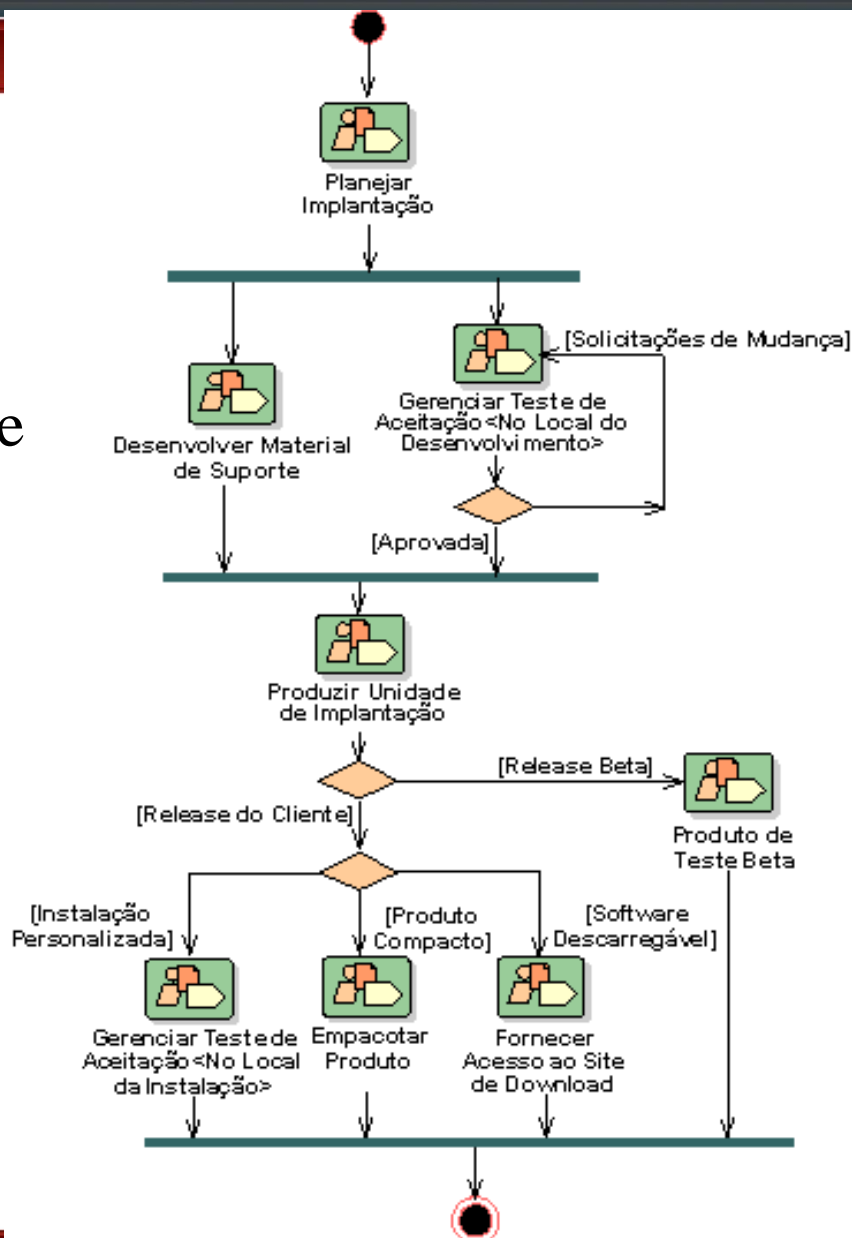 Planejar
Implantação
[Solicitações de Mudança]
Gerenciar Teste de
Aceitação<No Local do
Desenvolvimento>
e
Desenvolver Material
de Suporte
[Aprovada]
Produzir Unidade
de Implantação
[Release Beta]
[Release do Cliente]
Produto de
Teste Beta
[Instalação
Personalizada]
[Produto
Compacto]
[Software
Descarregável]
Gerenciar Teste de
Aceitação<No Local
da Instalação>
Empacotar
Produto
Fornecer
Acesso ao Site
de Download